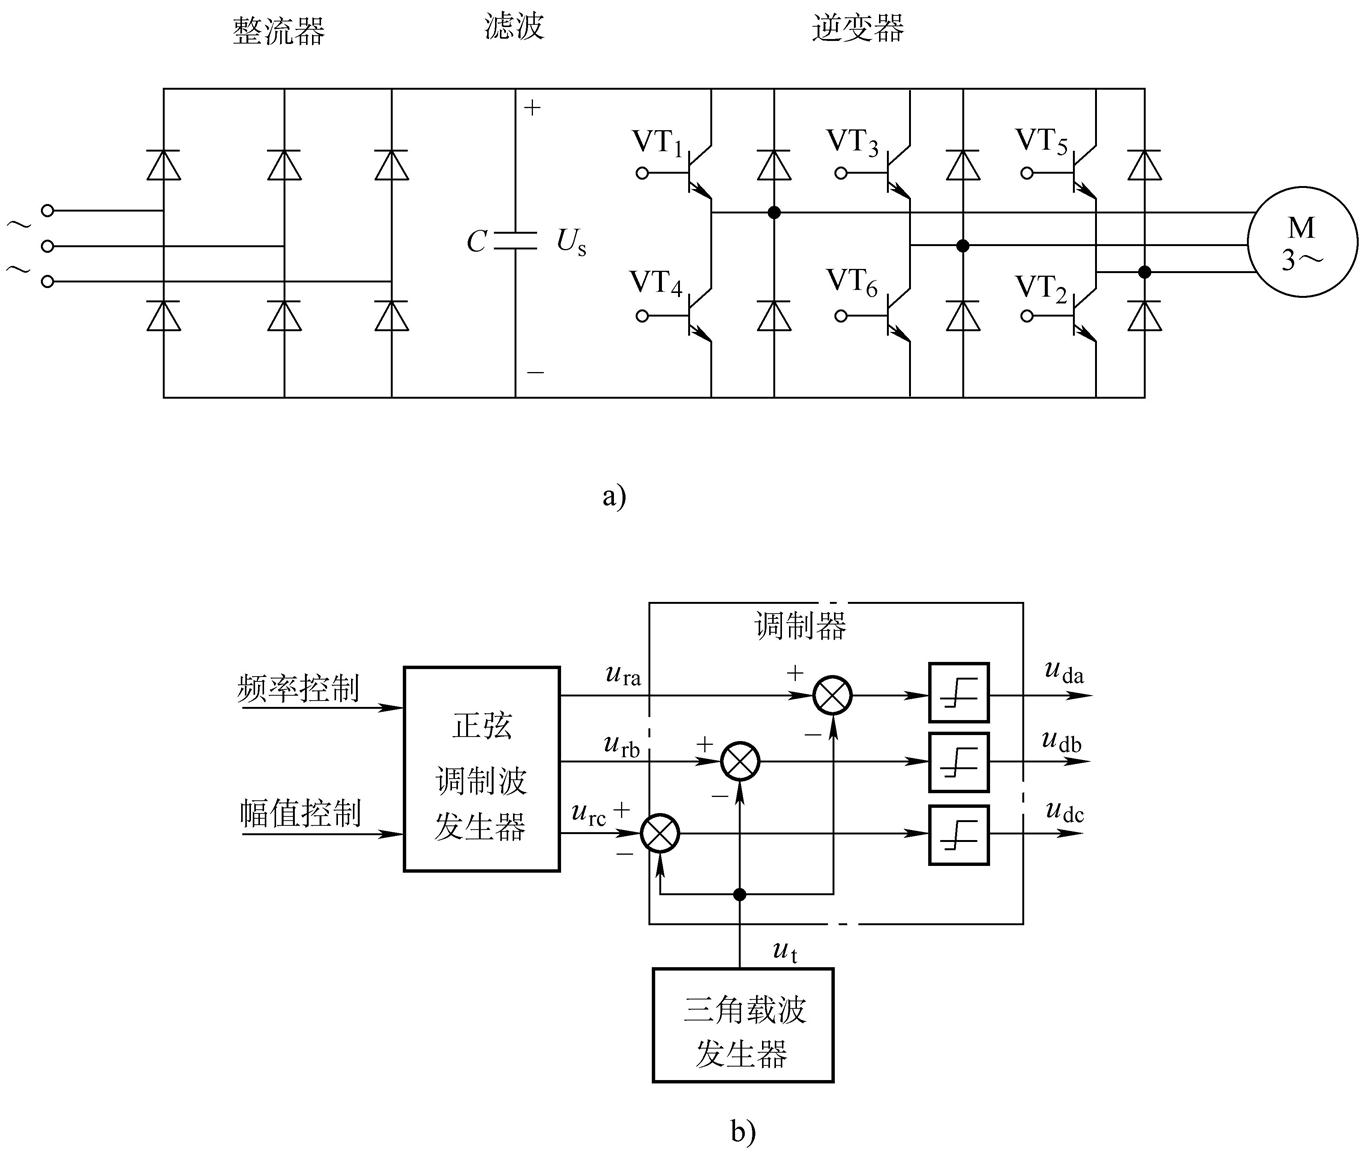 整流器 滤波 逆变器
+
VT1 VT3 VT5
~
~
C Us
M
3~
VT4 VT6 VT2
−
a)
调制器
频率控制
幅值控制
正弦
调制波
发生器
ura + uda
−
urb + udb
−
urc + udc
−
ut
三角载波
发生器
b)